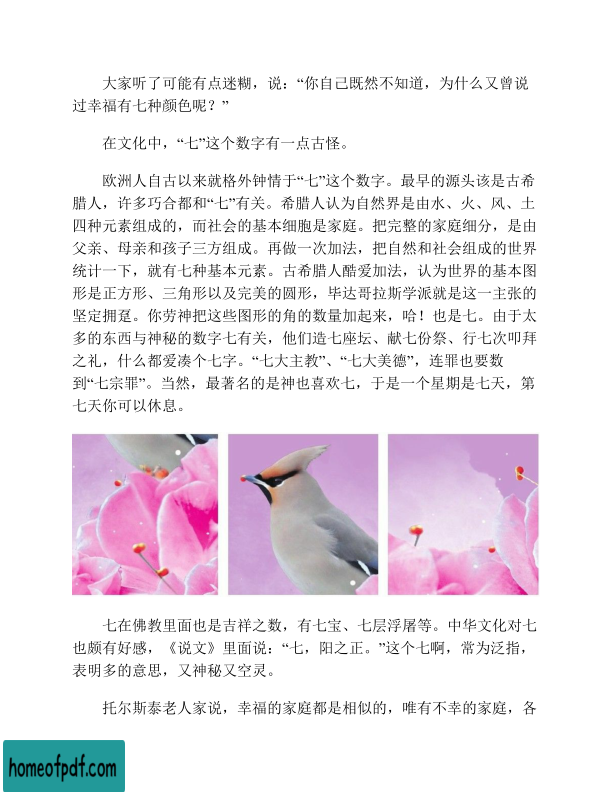 大家听了可能有点迷糊，说：“你自己既然不知道，为什么又曾说
过幸福有七种颜色呢？”
在文化中，“七”这个数字有一点古怪。
欧洲人自古以来就格外钟情于“七”这个数字。最早的源头该是古希
腊人，许多巧合都和“七”有关。希腊人认为自然界是由水、火、风、土
四种元素组成的，而社会的基本细胞是家庭。把完整的家庭细分，是由
父亲、母亲和孩子三方组成。再做一次加法，把自然和社会组成的世界
统计一下，就有七种基本元素。古希腊人酷爱加法，认为世界的基本图
形是正方形、三角形以及完美的圆形，毕达哥拉斯学派就是这一主张的
坚定拥趸。你劳神把这些图形的角的数量加起来，哈！也是七。由于太
多的东西与神秘的数字七有关，他们造七座坛、献七份祭、行七次叩拜
之礼，什么都爱凑个七字。“七大主教”、“七大美德”，连罪也要数
到“七宗罪”。当然，最著名的是神也喜欢七，于是一个星期是七天，第
七天你可以休息。
七在佛教里面也是吉祥之数，有七宝、七层浮屠等。中华文化对七
也颇有好感，《说文》里面说：“七，阳之正。”这个七啊，常为泛指，
表明多的意思，又神秘又空灵。
托尔斯泰老人家说，幸福的家庭都是相似的，唯有不幸的家庭，各
homeofpdf.com